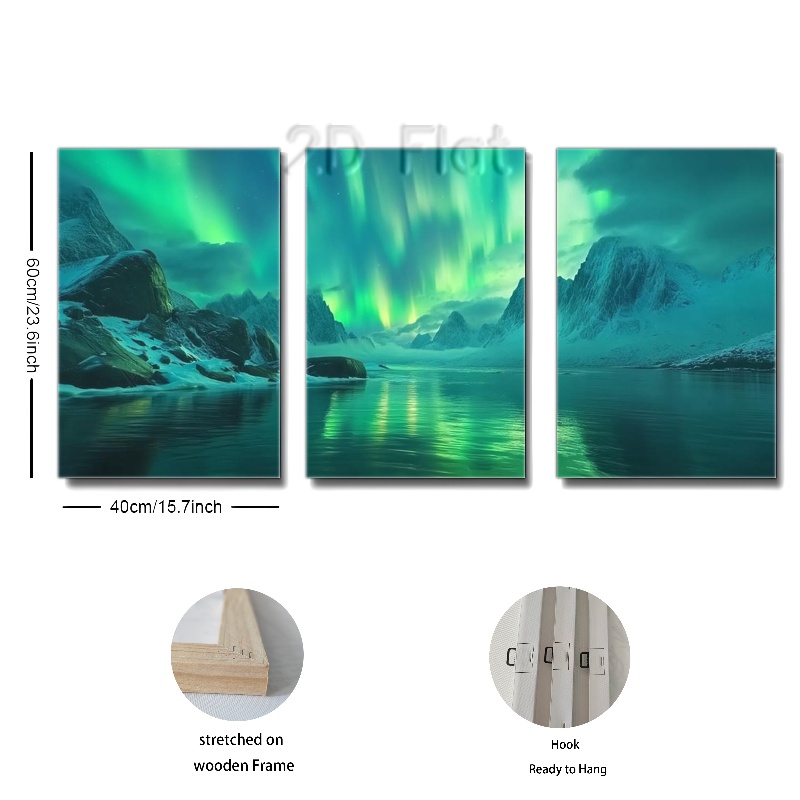 2D Flat
60cm/23.6inch
40cm/15.7inch
stretched on
wooden Frame
Hook
Ready to Hang